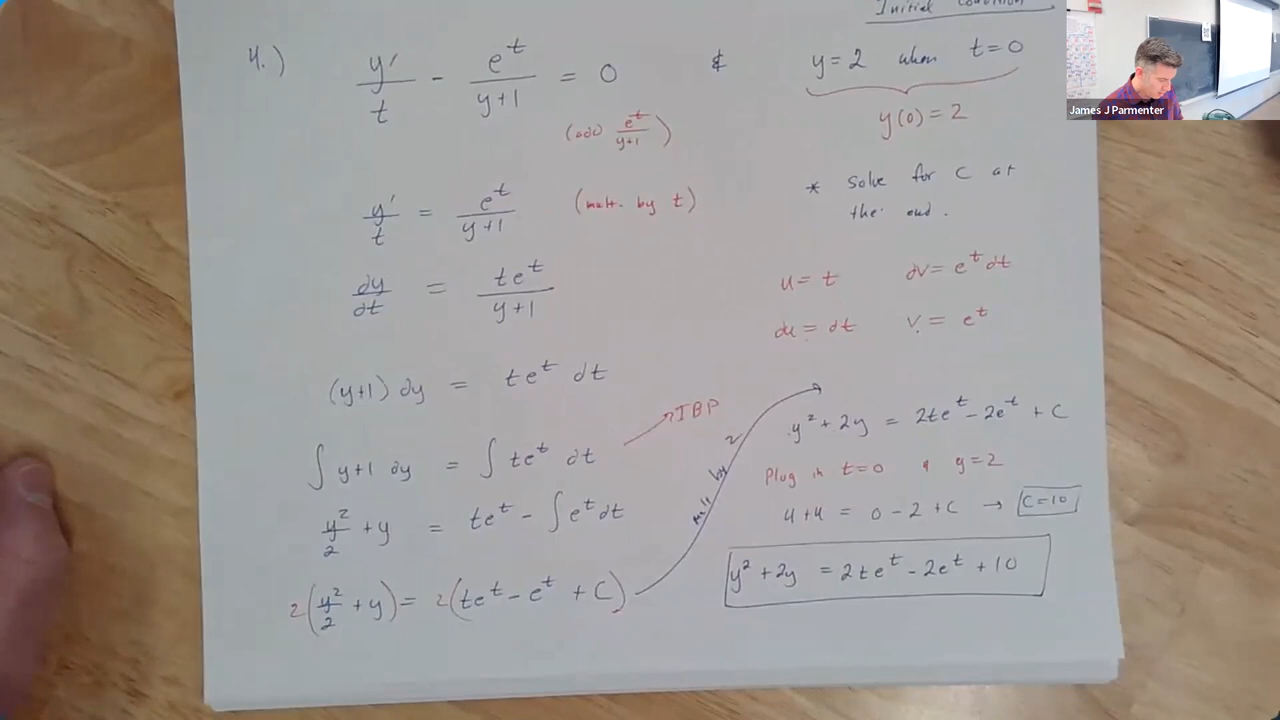 Initial Condition
4.) y'/t - e^t/(y+1) = 0 & y=2 when t=0
y(0) = 2
(add e^t/(y+1))
* Solve for C at
the end.
y'/t = e^t/(y+1) (mult. by t)
dy/dt = te^t/(y+1)
u = t dv = e^t dt
du = dt v = e^t
(y+1) dy = te^t dt
∫ y+1 dy = ∫ te^t dt → IBP
y²/2 + y = te^t - ∫ e^t dt
2(y²/2 + y) = 2(te^t - e^t + C)
mult by 2
y² + 2y = 2te^t - 2e^t + C
Plug in t=0 & y=2
4+4 = 0 - 2 + C → C=10
y² + 2y = 2te^t - 2e^t + 10
James J Parmenter